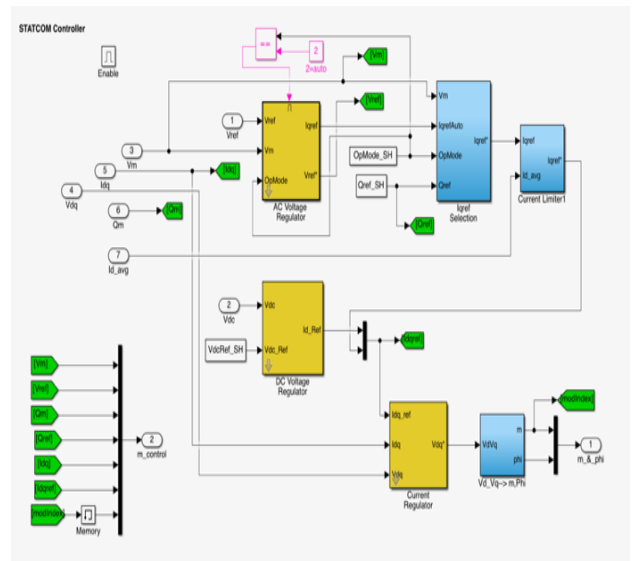 STATCOM Controller
Enable
==
2
2=auto
[Vm]
[Vref]
1
Vref
3
Vm
5
Idq
4
Vdq
6
Qm
7
Id_avg
[Idq]
[Qm]
Vref
Vm
OpMode
Iqref
Vref*
AC Voltage
Regulator
OpMode_SH
Qref_SH
[Qref]
Vm
IqrefAuto
OpMode
Qref
Iqref*
Iqref
Selection
Iqref
Id_avg
Iqref*
Current Limiter1
2
Vdc
VdcRef_SH
Vdc
Vdc_Ref
Id_Ref
DC Voltage
Regulator
[Idqref]
Idq_ref
Idq
Vdq
Vdq*
Current
Regulator
VdVq
m
phi
Vd_Vq-> m,Phi
[modIndex]
1
m_&_phi
[Vm]
[Vref]
[Qm]
[Qref]
[Idq]
[Idqref]
[modIndex]
Memory
2
m_control